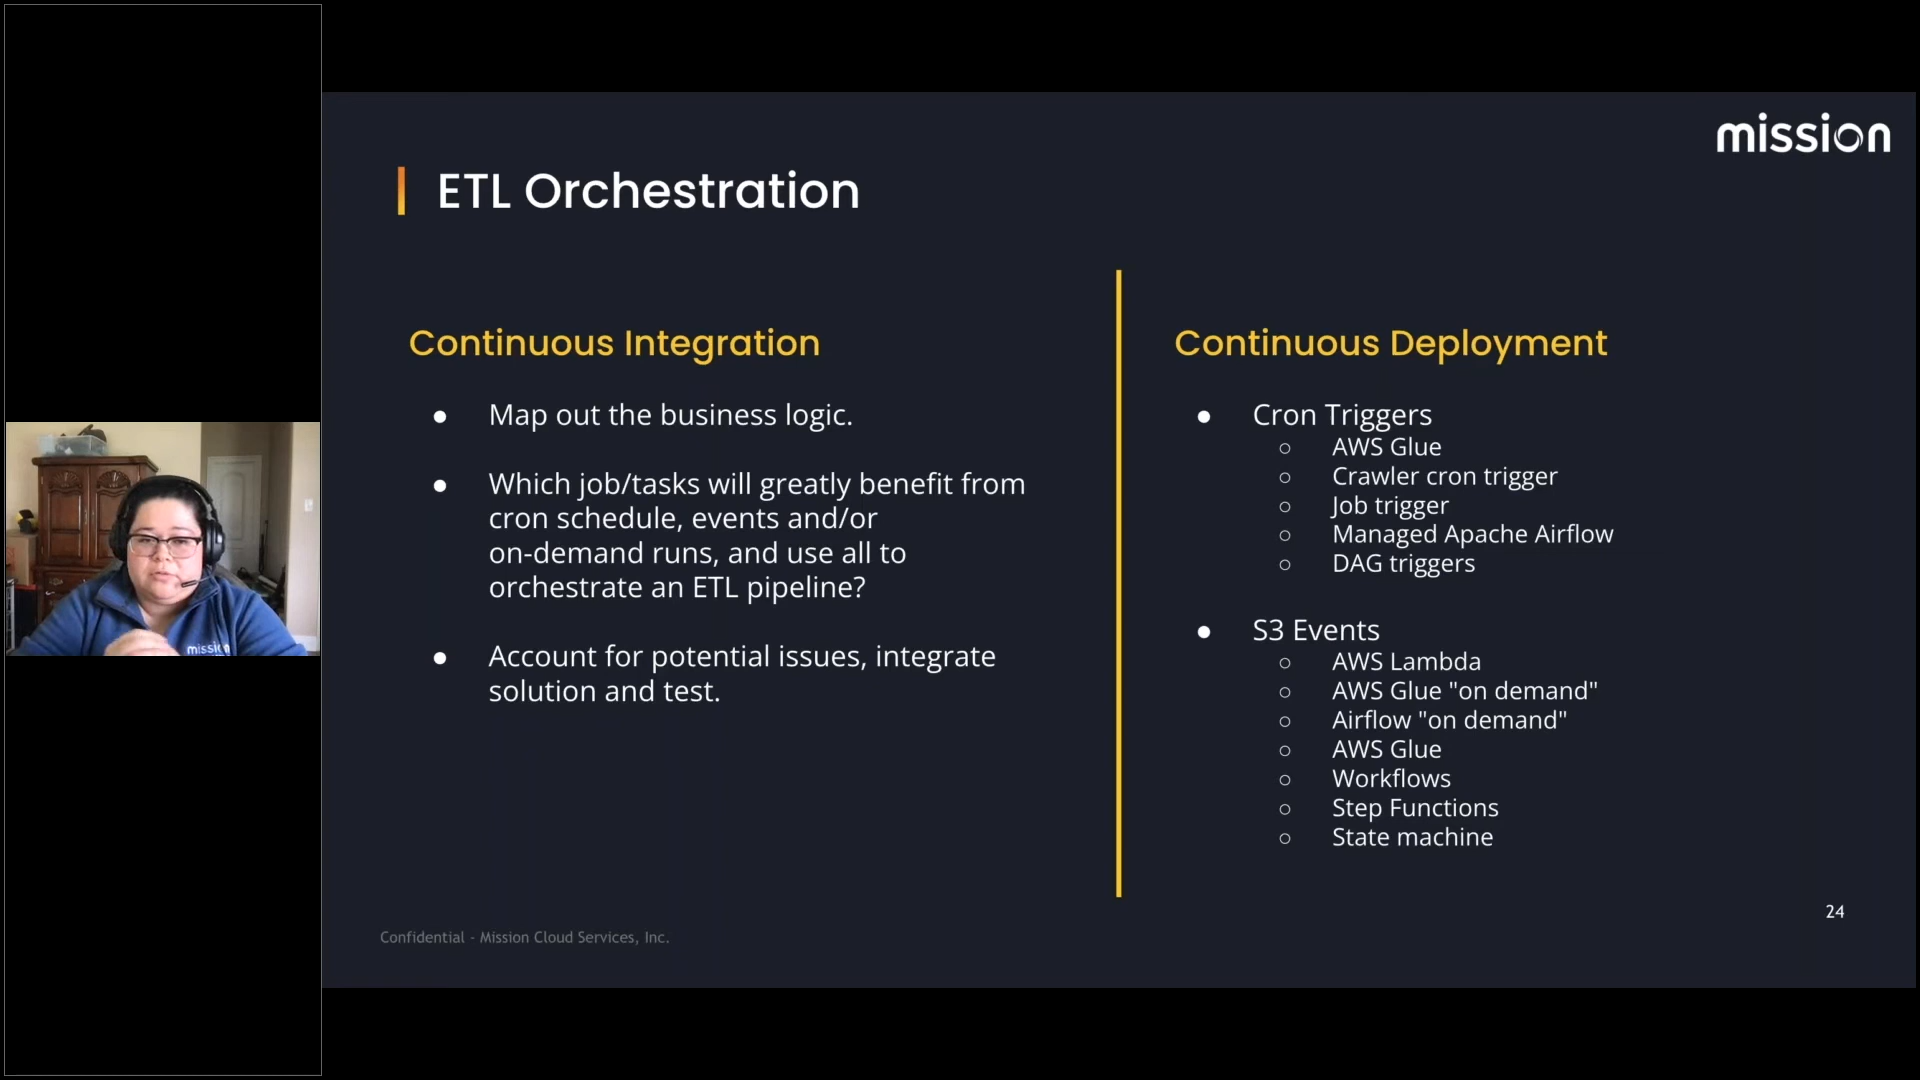 mission
ETL Orchestration
Continuous Integration
● Map out the business logic.
● Which job/tasks will greatly benefit from
cron schedule, events and/or
on-demand runs, and use all to
orchestrate an ETL pipeline?
● Account for potential issues, integrate
solution and test.
Continuous Deployment
● Cron Triggers
○ AWS Glue
○ Crawler cron trigger
○ Job trigger
○ Managed Apache Airflow
○ DAG triggers
● S3 Events
○ AWS Lambda
○ AWS Glue "on demand"
○ Airflow "on demand"
○ AWS Glue
○ Workflows
○ Step Functions
○ State machine
24
Confidential - Mission Cloud Services, Inc.
mission